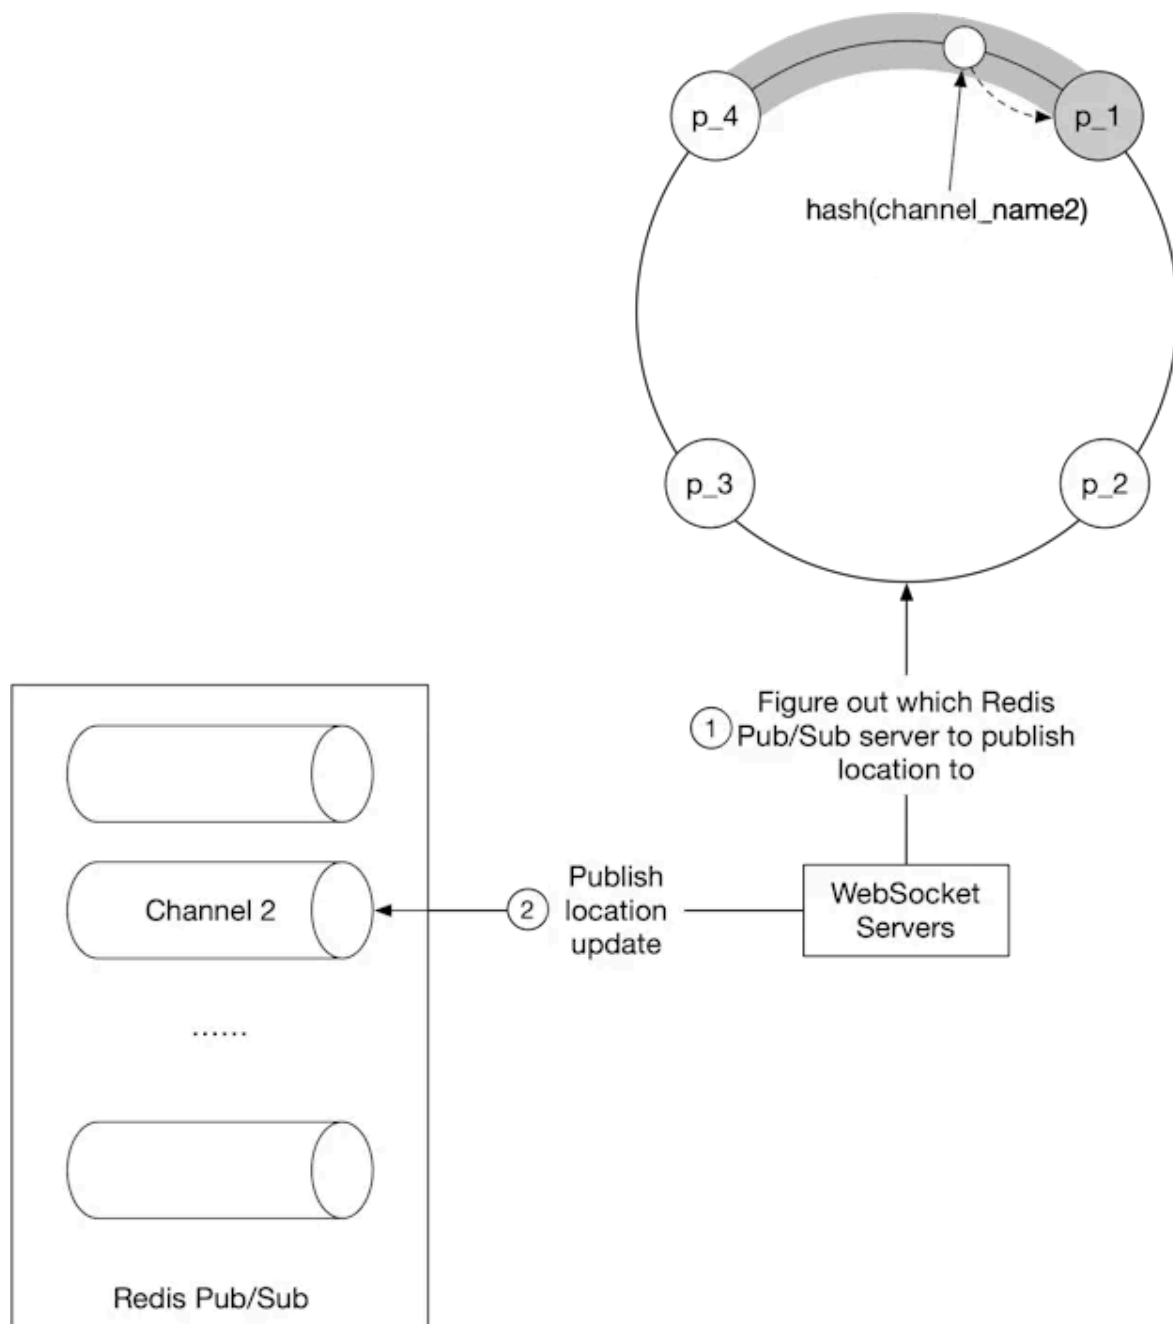 p_4
p_1
hash(channel_name2)
p_3
p_2
1
Figure out which Redis
Pub/Sub server to publish
location to
WebSocket
Servers
2
Publish
location
update
Channel 2
......
Redis Pub/Sub